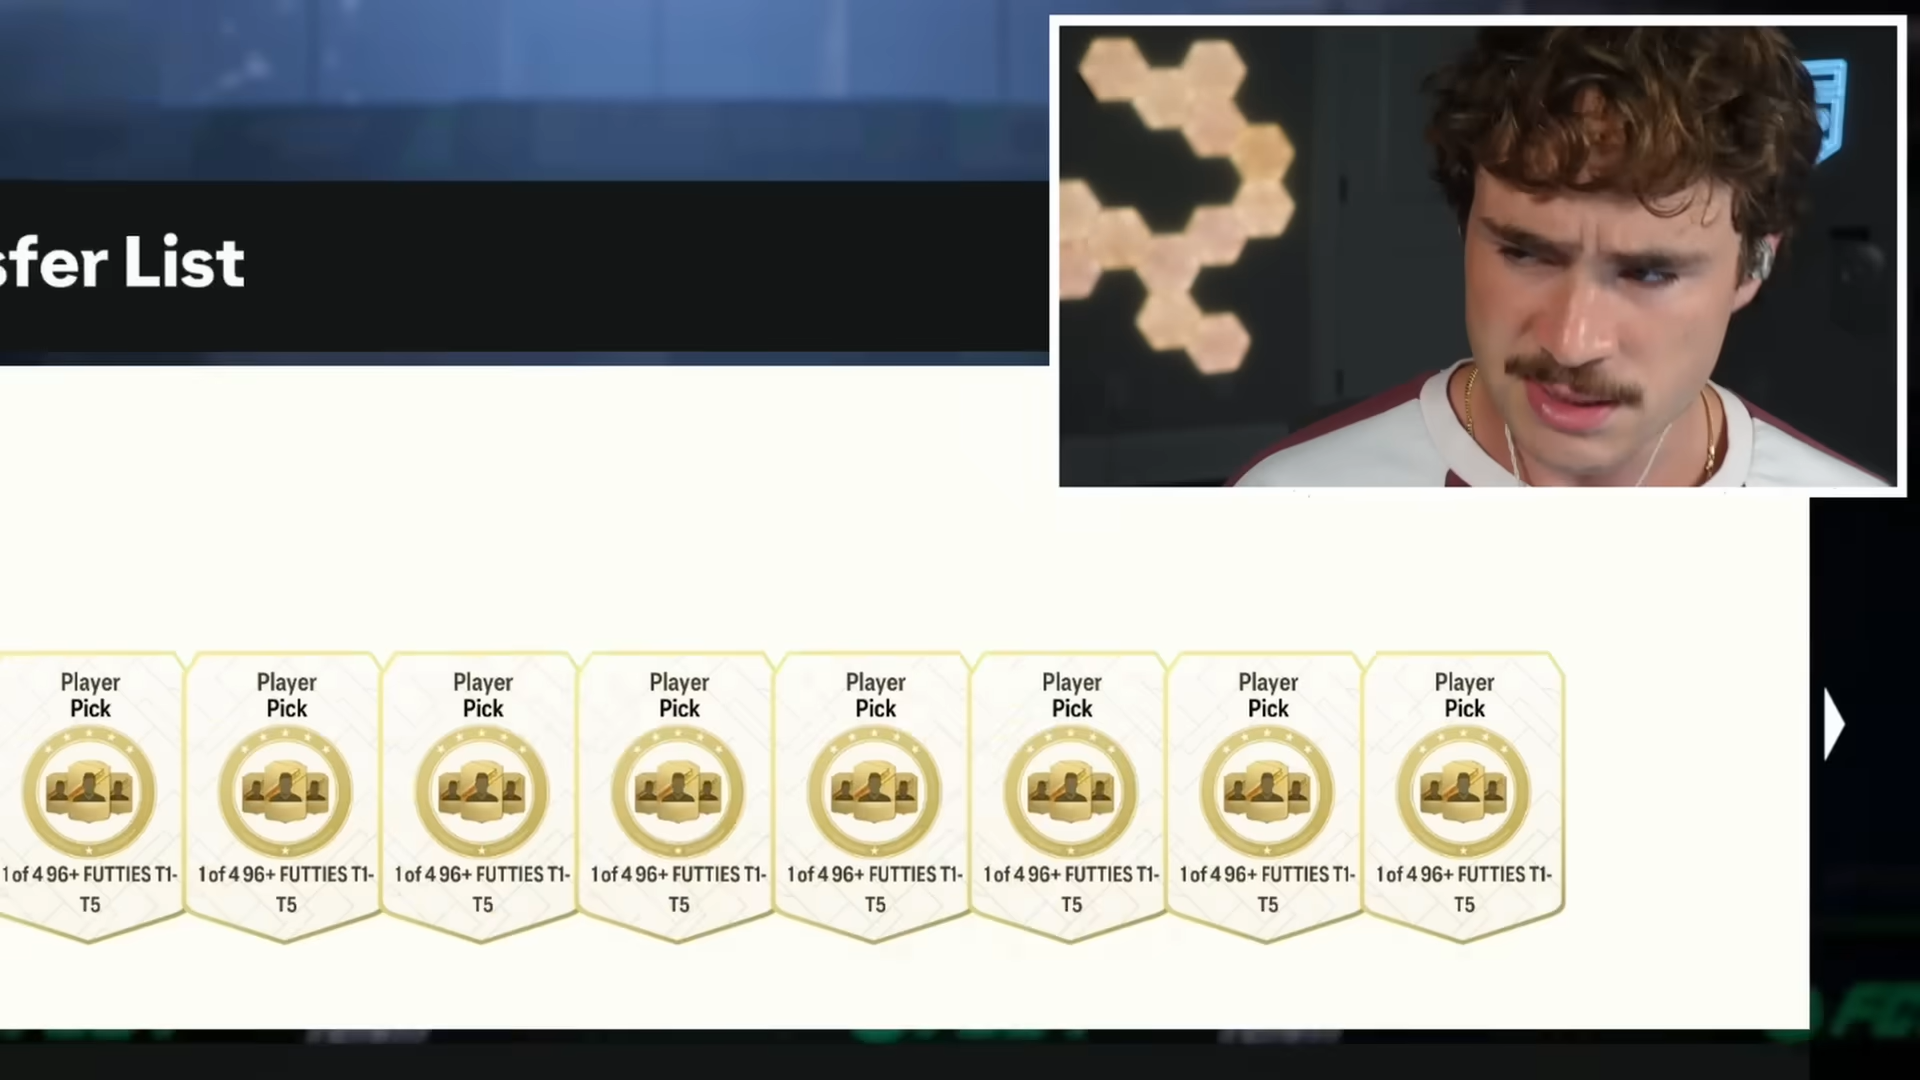 sfer List
Player Player Player Player Player Player Player Player
Pick Pick Pick Pick Pick Pick Pick Pick
1 of 4 96+ FUTTIES T1- 1 of 4 96+ FUTTIES T1- 1 of 4 96+ FUTTIES T1- 1 of 4 96+ FUTTIES T1- 1 of 4 96+ FUTTIES T1- 1 of 4 96+ FUTTIES T1- 1 of 4 96+ FUTTIES T1- 1 of 4 96+ FUTTIES T1-
T5 T5 T5 T5 T5 T5 T5 T5